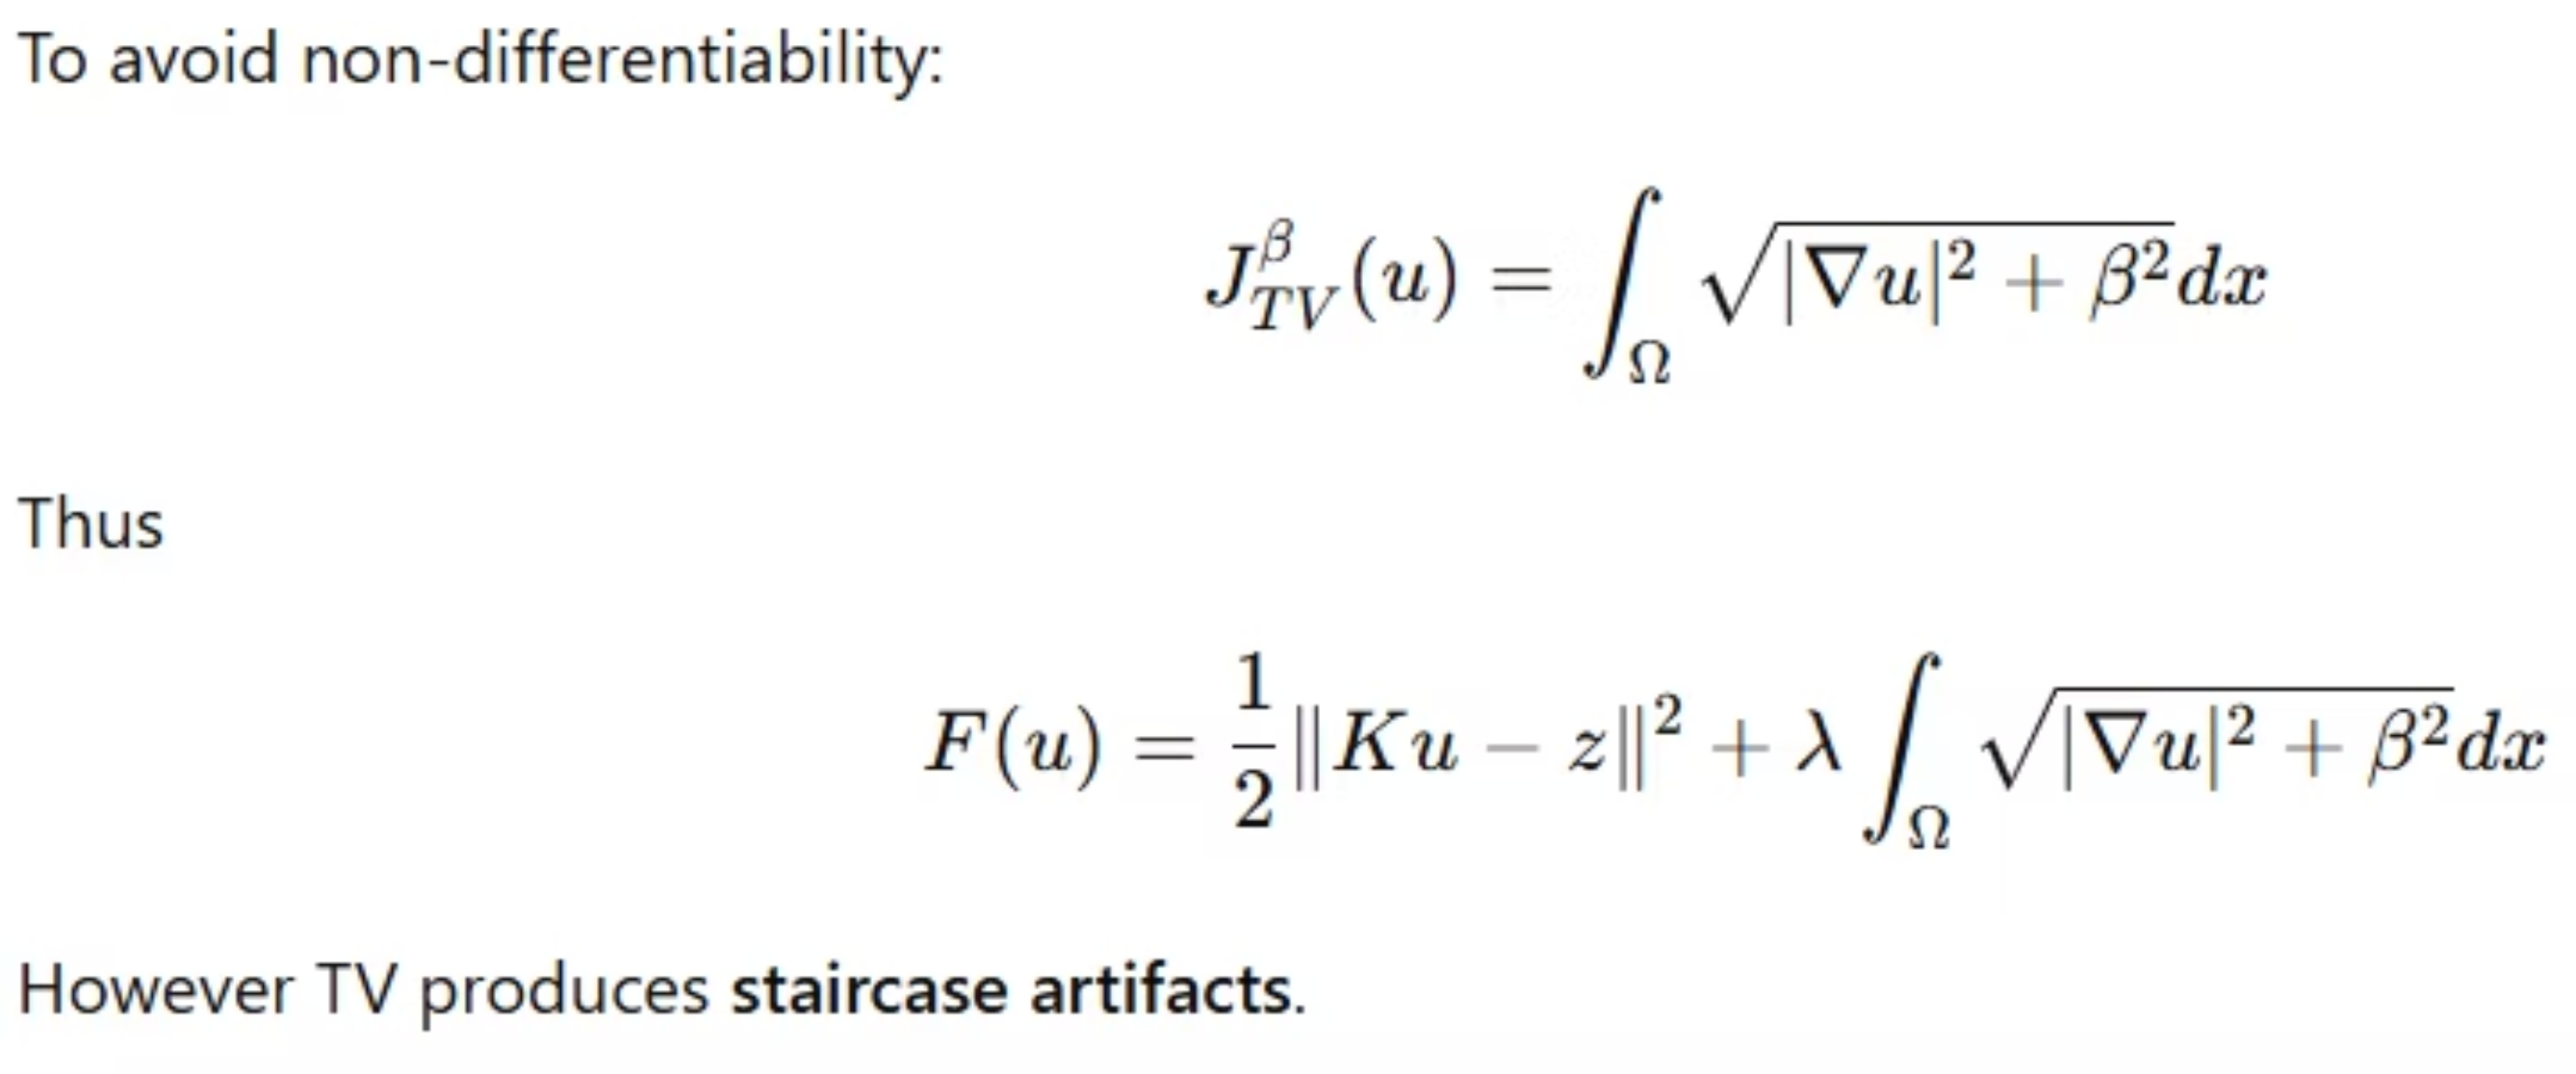 To avoid non-differentiability:
$J_{TV}^{\beta}(u) = \int_{\Omega} \sqrt{|\nabla u|^2 + \beta^2} dx$
Thus
$F(u) = \frac{1}{2} \|Ku - z\|^2 + \lambda \int_{\Omega} \sqrt{|\nabla u|^2 + \beta^2} dx$
However TV produces staircase artifacts.